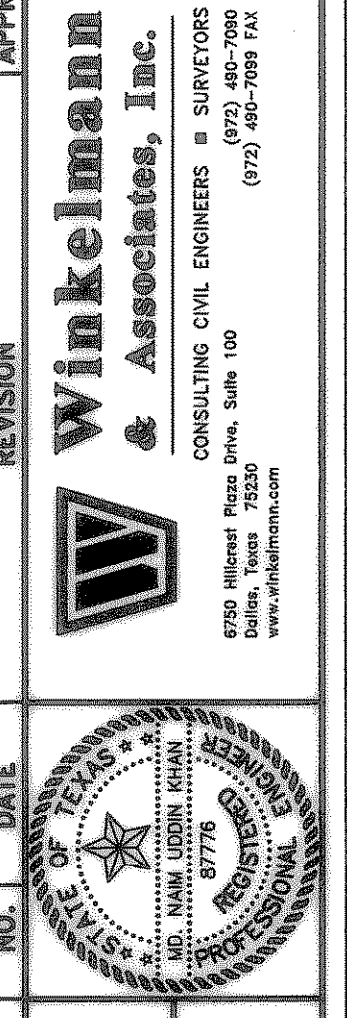 NO.
DATE
REVISION
STATE OF TEXAS
MD. NAIM UDDIN KHAN
87776
REGISTERED
PROFESSIONAL ENGINEER
W
Winkelmann
& Associates, Inc.
CONSULTING CIVIL ENGINEERS ■ SURVEYORS
6750 Hillcrest Plaza Drive, Suite 100 (972) 490-7090
Dallas, Texas 75230 (972) 490-7099 FAX
www.winkelmann.com